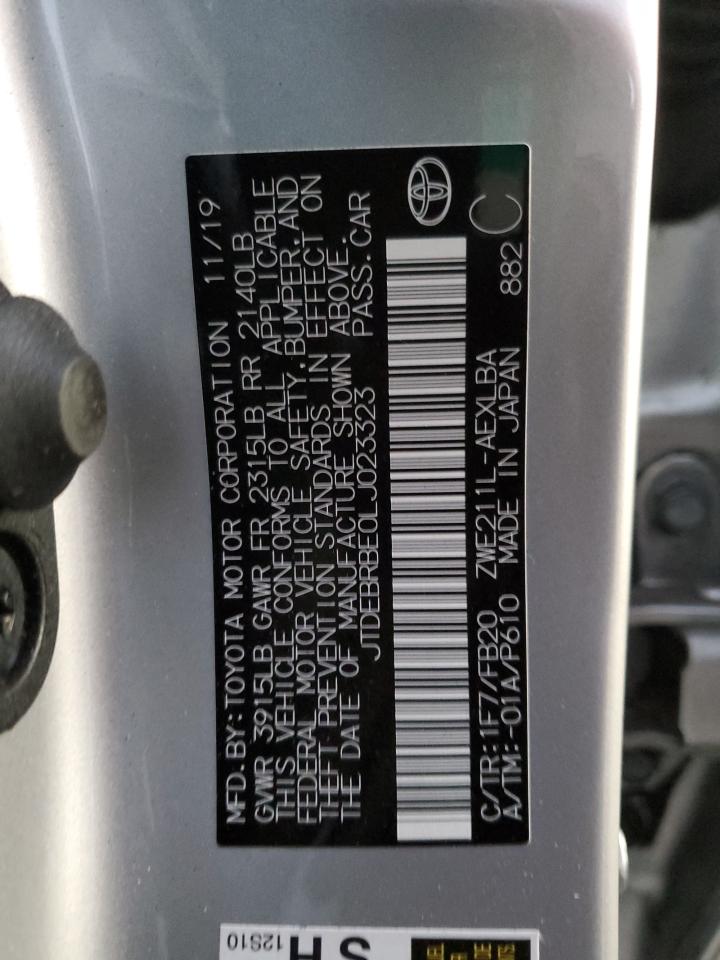 MFD. BY: TOYOTA MOTOR CORPORATION 11/19
GVWR 3915LB GAWR FR 2315LB RR 2140LB
THIS VEHICLE CONFORMS TO ALL APPLICABLE
FEDERAL MOTOR VEHICLE SAFETY, BUMPER, AND
THEFT PREVENTION STANDARDS IN EFFECT ON
THE DATE OF MANUFACTURE SHOWN ABOVE.
JTDEBRBE0LJ023323 PASS. CAR
C/TR: 1F7/FB20 ZWE211L-AEXLBA
A/TM: -01A/P610 MADE IN JAPAN 882 C
12S10
SH